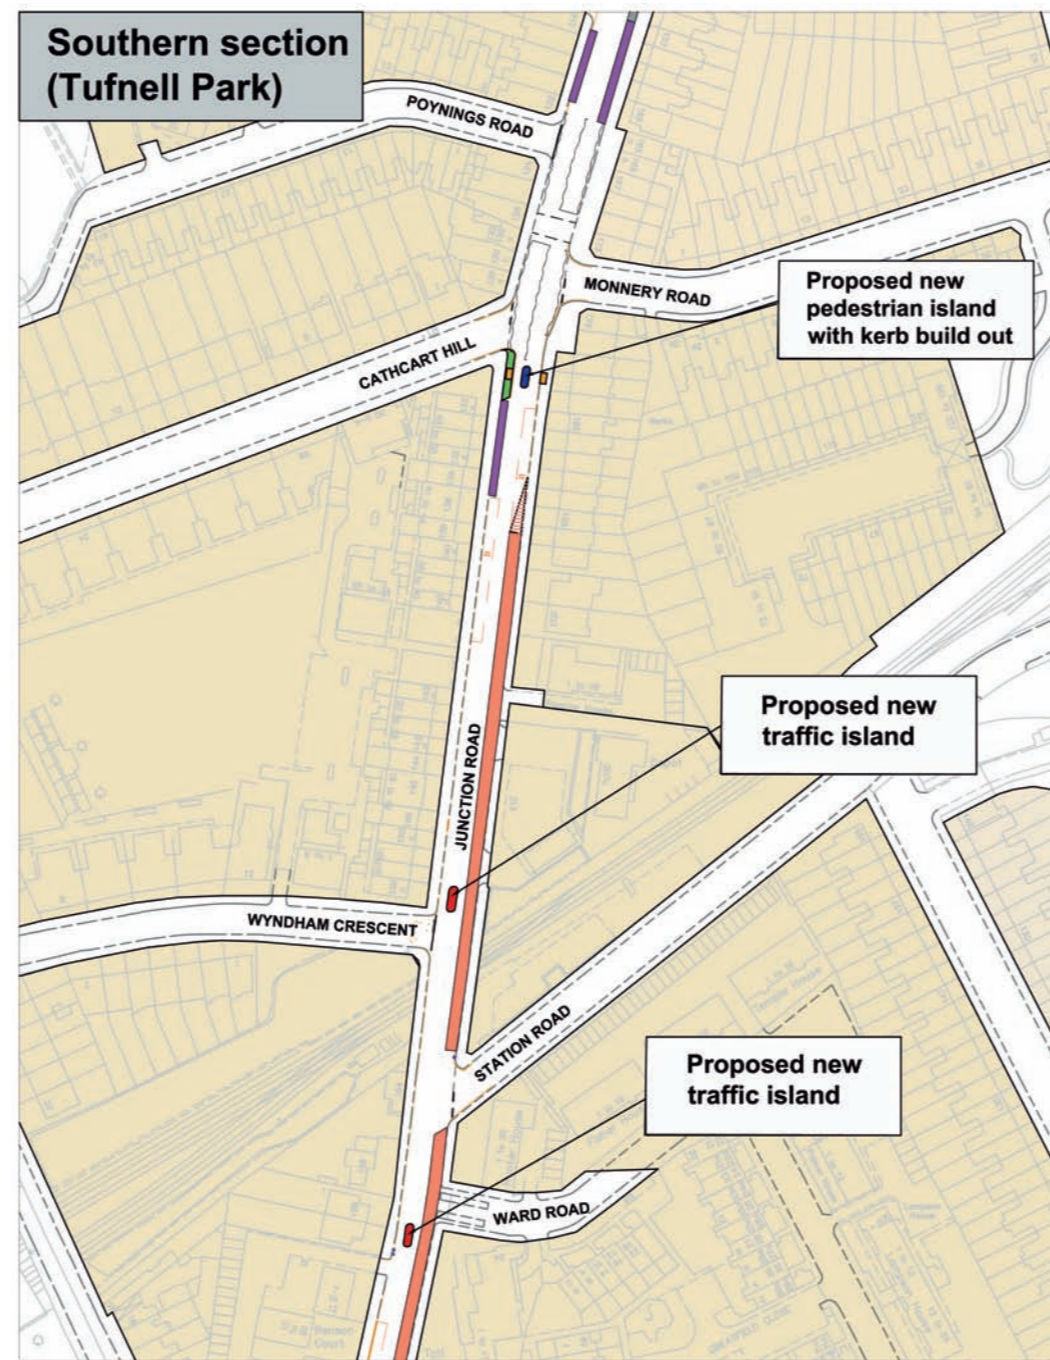 Southern section
(Tufnell Park)
POYNINGS ROAD
MONNERY ROAD
Proposed new
pedestrian island
with kerb build out
CATHCART HILL
Proposed new
traffic island
JUNCTION ROAD
WYNDHAM CRESCENT
STATION ROAD
Proposed new
traffic island
WARD ROAD